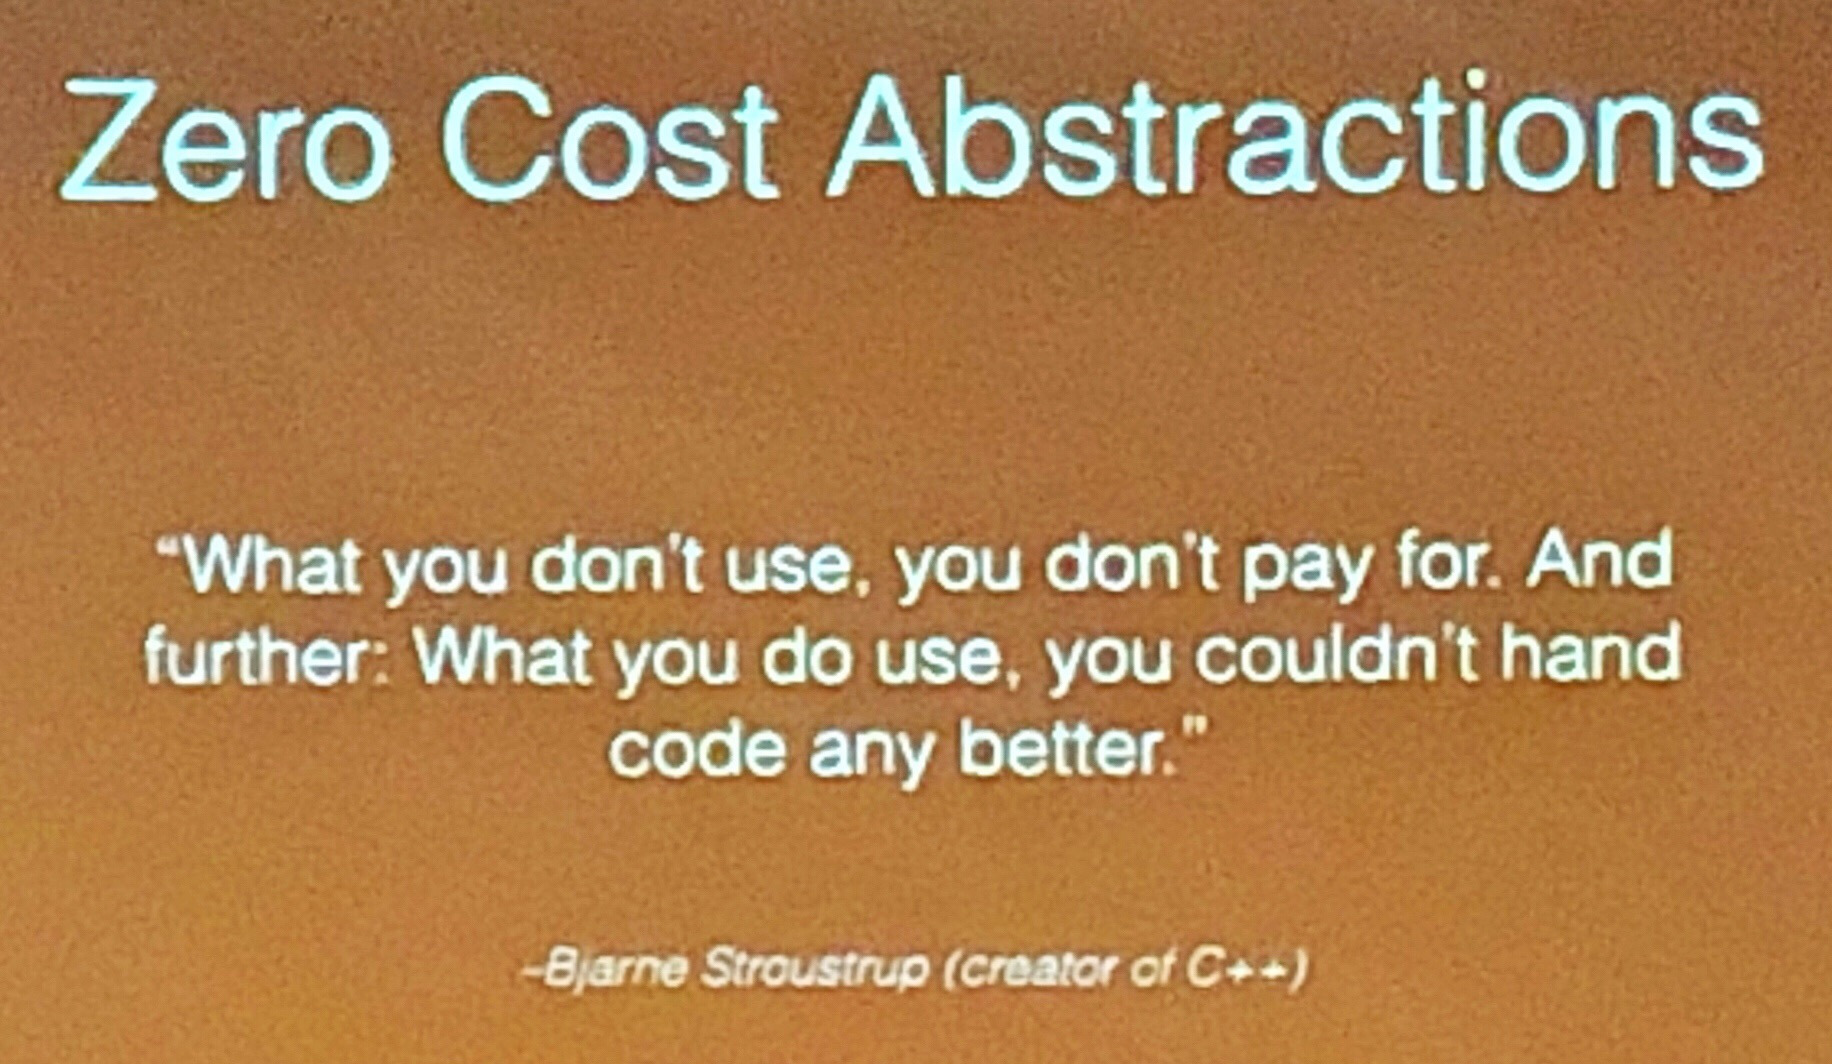 Zero Cost Abstractions
“What you don't use, you don't pay for. And
further: What you do use, you couldn't hand
code any better.”
–Bjarne Stroustrup (creator of C++)